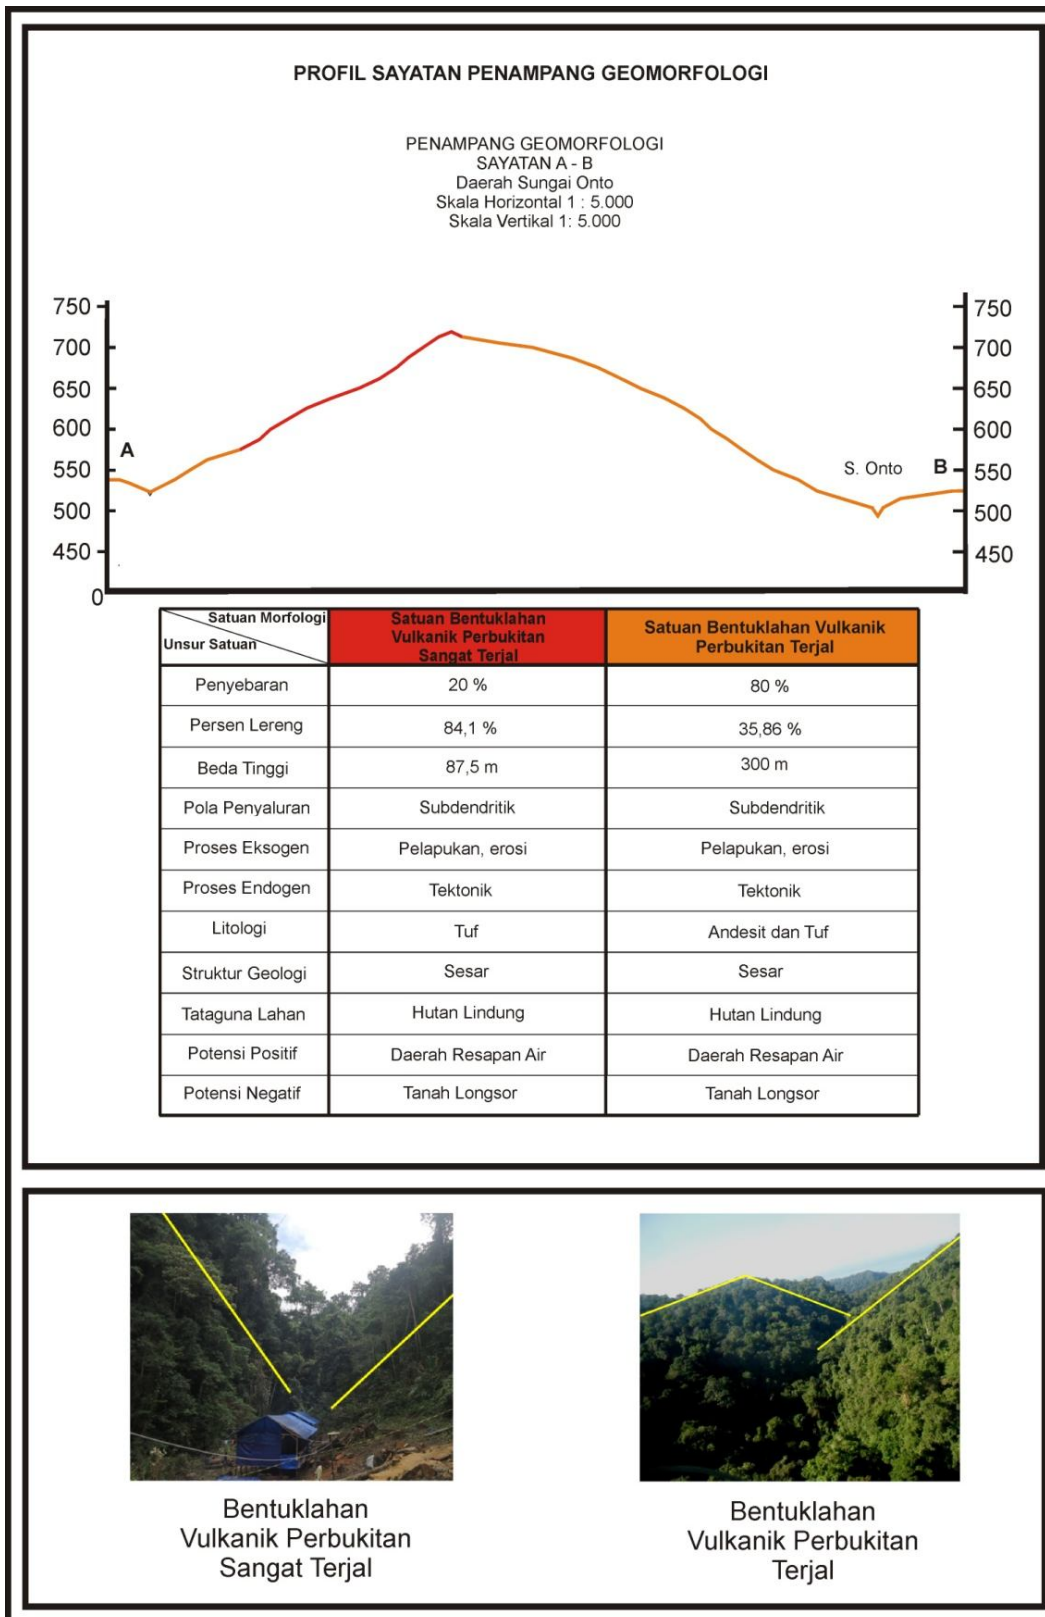 PROFIL SAYATAN PENAMPANG GEOMORFOLOGI
PENAMPANG GEOMORFOLOGI
SAYATAN A - B
Daerah Sungai Onto
Skala Horizontal 1 : 5.000
Skala Vertikal 1: 5.000
750
700
650
600
550
500
450
0
A
S. Onto
B
750
700
650
600
550
500
450
Satuan Morfologi
Unsur Satuan
Satuan Bentuklahan
Vulkanik Perbukitan
Sangat Terjal
Satuan Bentuklahan Vulkanik
Perbukitan Terjal
Penyebaran 20 % 80 %
Persen Lereng 84,1 % 35,86 %
Beda Tinggi 87,5 m 300 m
Pola Penyaluran Subdendritik Subdendritik
Proses Eksogen Pelapukan, erosi Pelapukan, erosi
Proses Endogen Tektonik Tektonik
Litologi Tuf Andesit dan Tuf
Struktur Geologi Sesar Sesar
Tataguna Lahan Hutan Lindung Hutan Lindung
Potensi Positif Daerah Resapan Air Daerah Resapan Air
Potensi Negatif Tanah Longsor Tanah Longsor
Bentuklahan
Vulkanik Perbukitan
Sangat Terjal
Bentuklahan
Vulkanik Perbukitan
Terjal